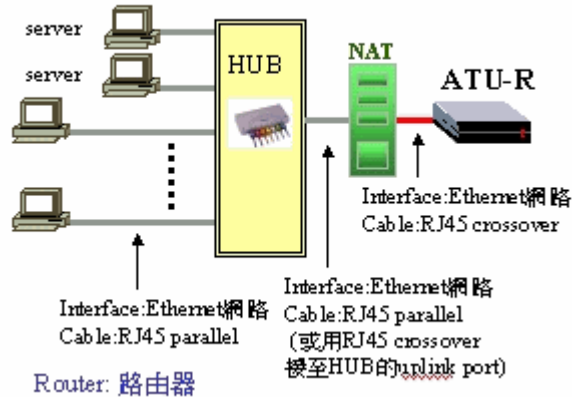 server
server
HUB
NAT
ATU-R
Interface:Ethernet網路
Cable:RJ45 crossover
Interface:Ethernet網路
Cable:RJ45 parallel
Interface:Ethernet網路
Cable:RJ45 parallel
(或用RJ45 crossover
接至HUB的uplink port)
Router: 路由器